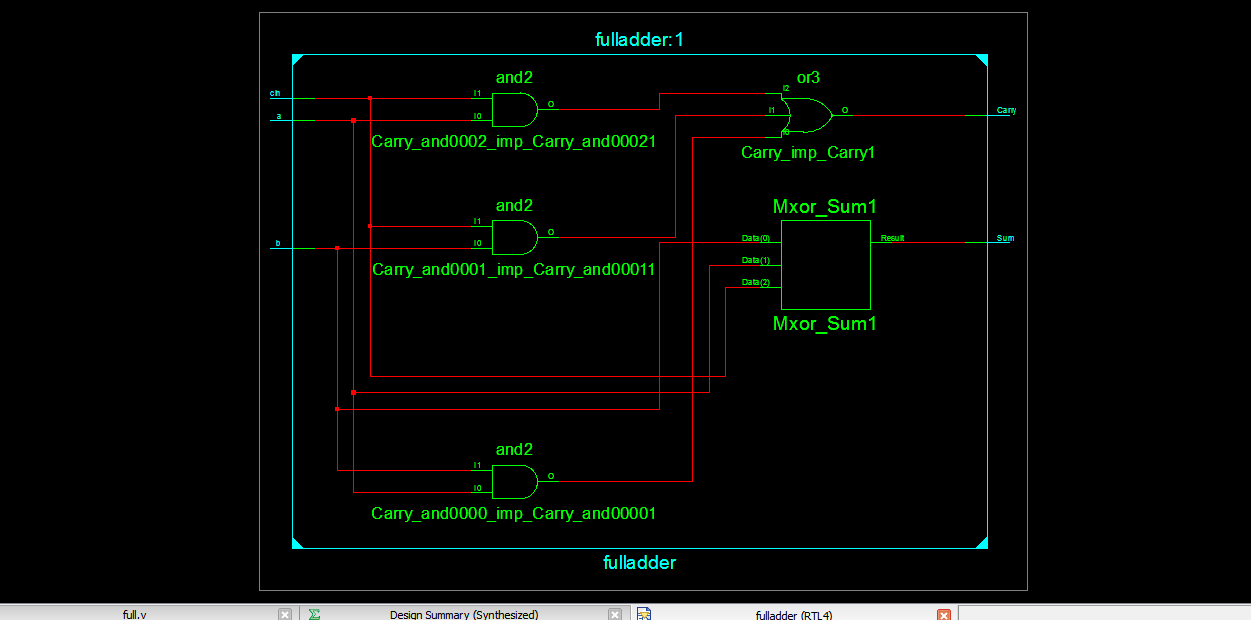 fulladder:1
and2
or3
cin
I1
O
I2
a
I0
I1
O
Carry
I0
Carry_and0002_imp_Carry_and00021
Carry_imp_Carry1
and2
Mxor_Sum1
I1
O
b
I0
Data(0)
Result
Sum
Carry_and0001_imp_Carry_and00011
Data(1)
Data(2)
Mxor_Sum1
and2
I1
O
I0
Carry_and0000_imp_Carry_and00001
fulladder
full.v
Design Summary (Synthesized)
fulladder (RTL4)